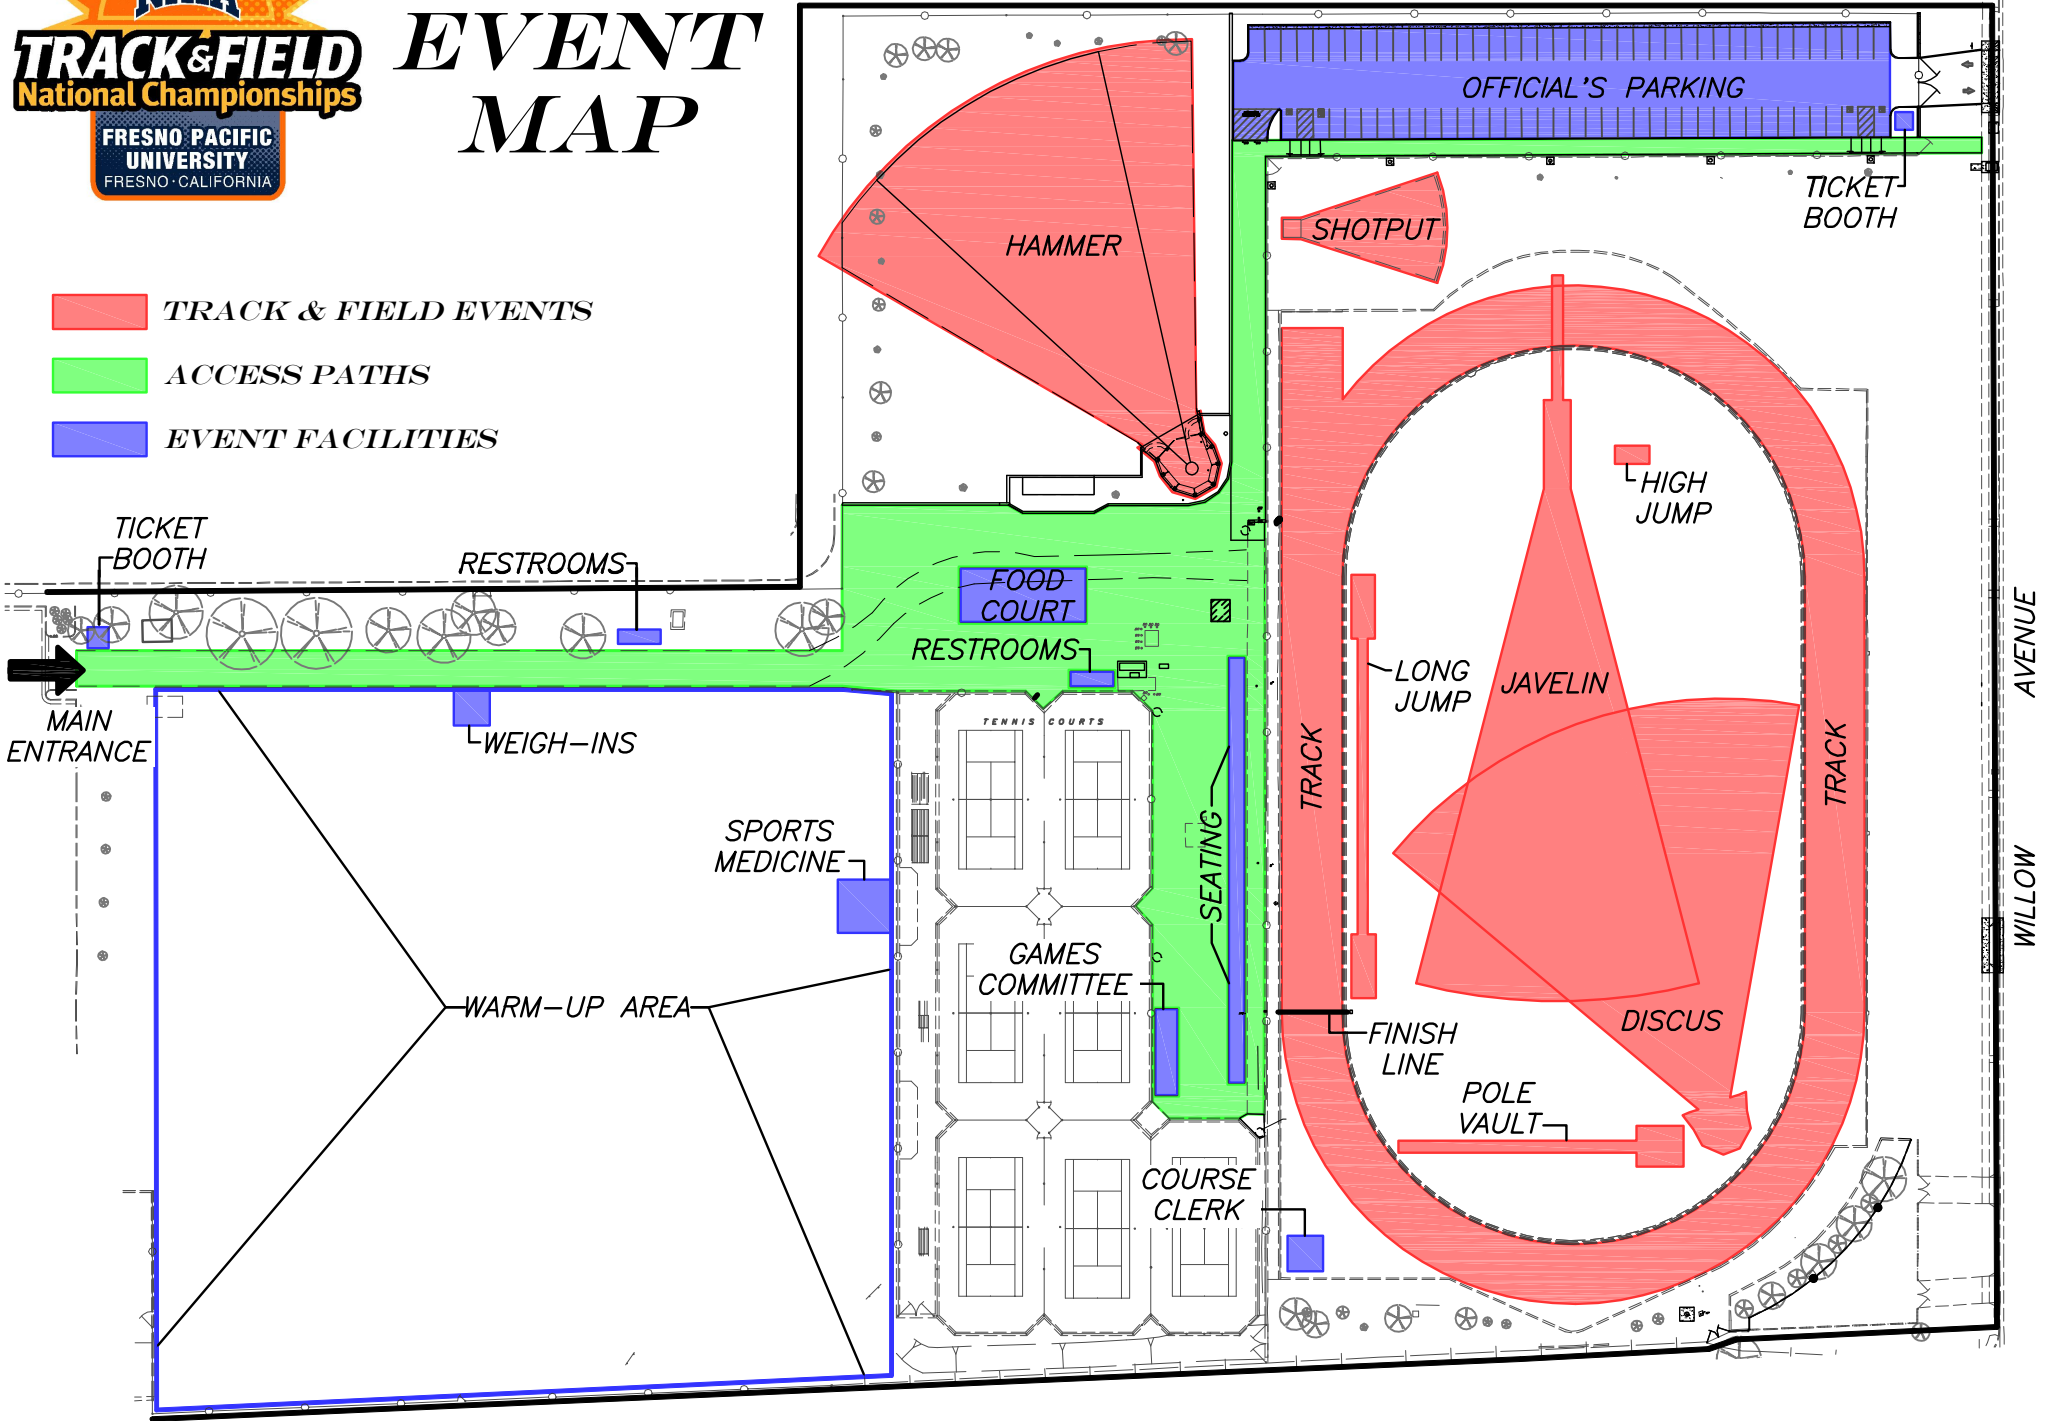 NAIA
TRACK & FIELD
National Championships
FRESNO PACIFIC
UNIVERSITY
FRESNO · CALIFORNIA
EVENT
MAP
TRACK & FIELD EVENTS
ACCESS PATHS
EVENT FACILITIES
OFFICIAL'S PARKING
TICKET
BOOTH
SHOTPUT
HAMMER
HIGH
JUMP
TICKET
BOOTH
RESTROOMS
FOOD
COURT
RESTROOMS
MAIN
ENTRANCE
WEIGH-INS
TENNIS COURTS
LONG
JUMP
JAVELIN
TRACK
TRACK
AVENUE
WILLOW
SPORTS
MEDICINE
SEATING
GAMES
COMMITTEE
WARM-UP AREA
DISCUS
FINISH
LINE
POLE
VAULT
COURSE
CLERK